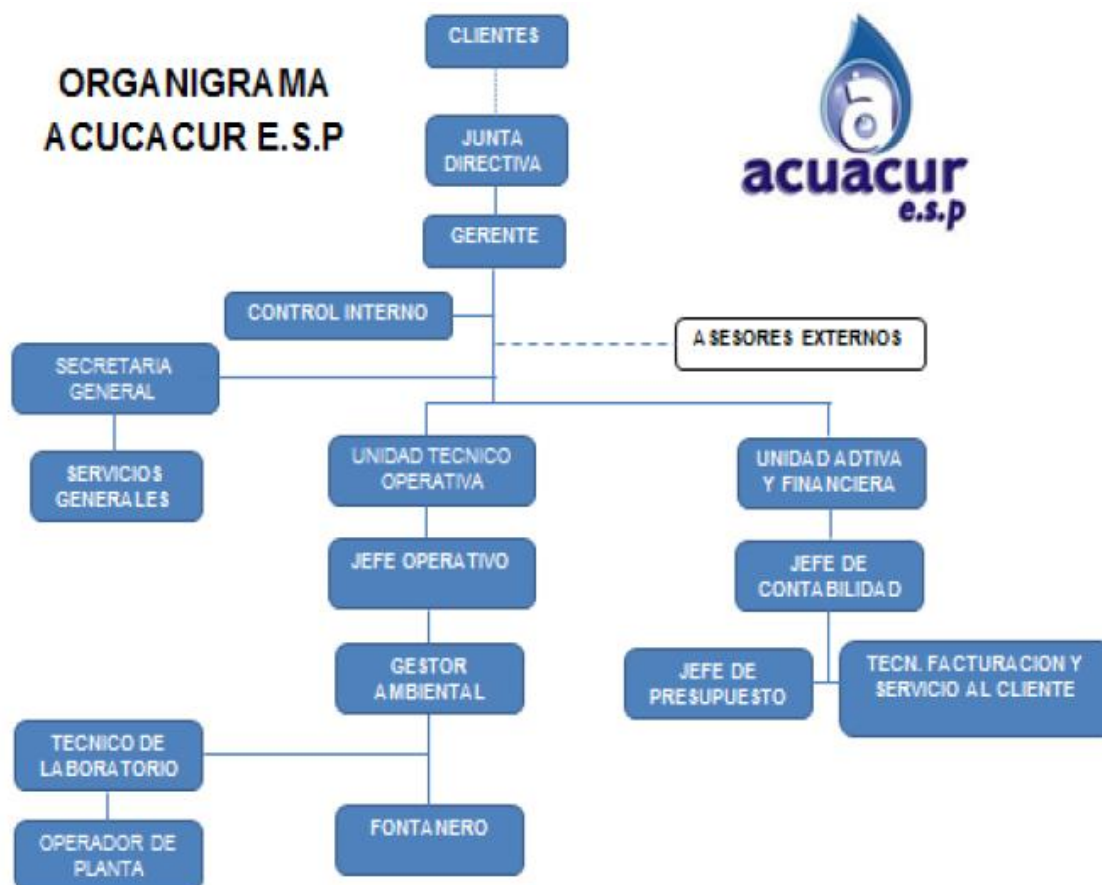 CLIENTES
ORGANIGRAMA
ACUCACUR E.S.P
a
acuacur
e.s.p
JUNTA
DIRECTIVA
GERENTE
CONTROL INTERNO
ASESORES EXTERNOS
SECRETARIA
GENERAL
SERVICIOS
GENERALES
UNIDAD TECNICO
OPERATIVA
UNIDAD ADTIVA
Y FINANCIERA
JEFE OPERATIVO
JEFE DE
CONTABILIDAD
GESTOR
AMBIENTAL
JEFE DE
PRESUPUESTO
TECN. FACTURACION Y
SERVICIO AL CLIENTE
TECNICO DE
LABORATORIO
FONTANERO
OPERADOR DE
PLANTA